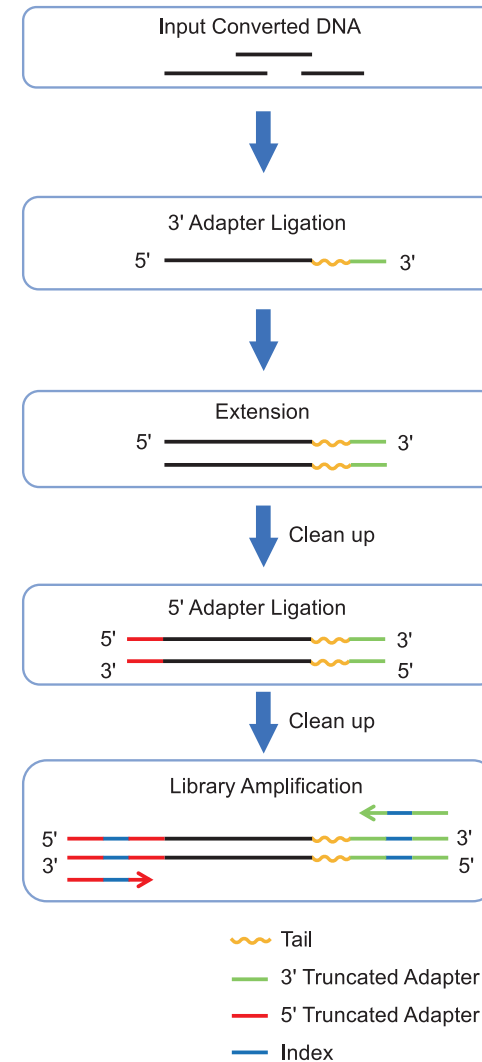 Input Converted DNA
3' Adapter Ligation
5' 3'
Extension
5' 3'
Clean up
5' Adapter Ligation
5' 3'
3' 5'
Clean up
Library Amplification
5' 3'
3' 5'
Tail
3' Truncated Adapter
5' Truncated Adapter
Index